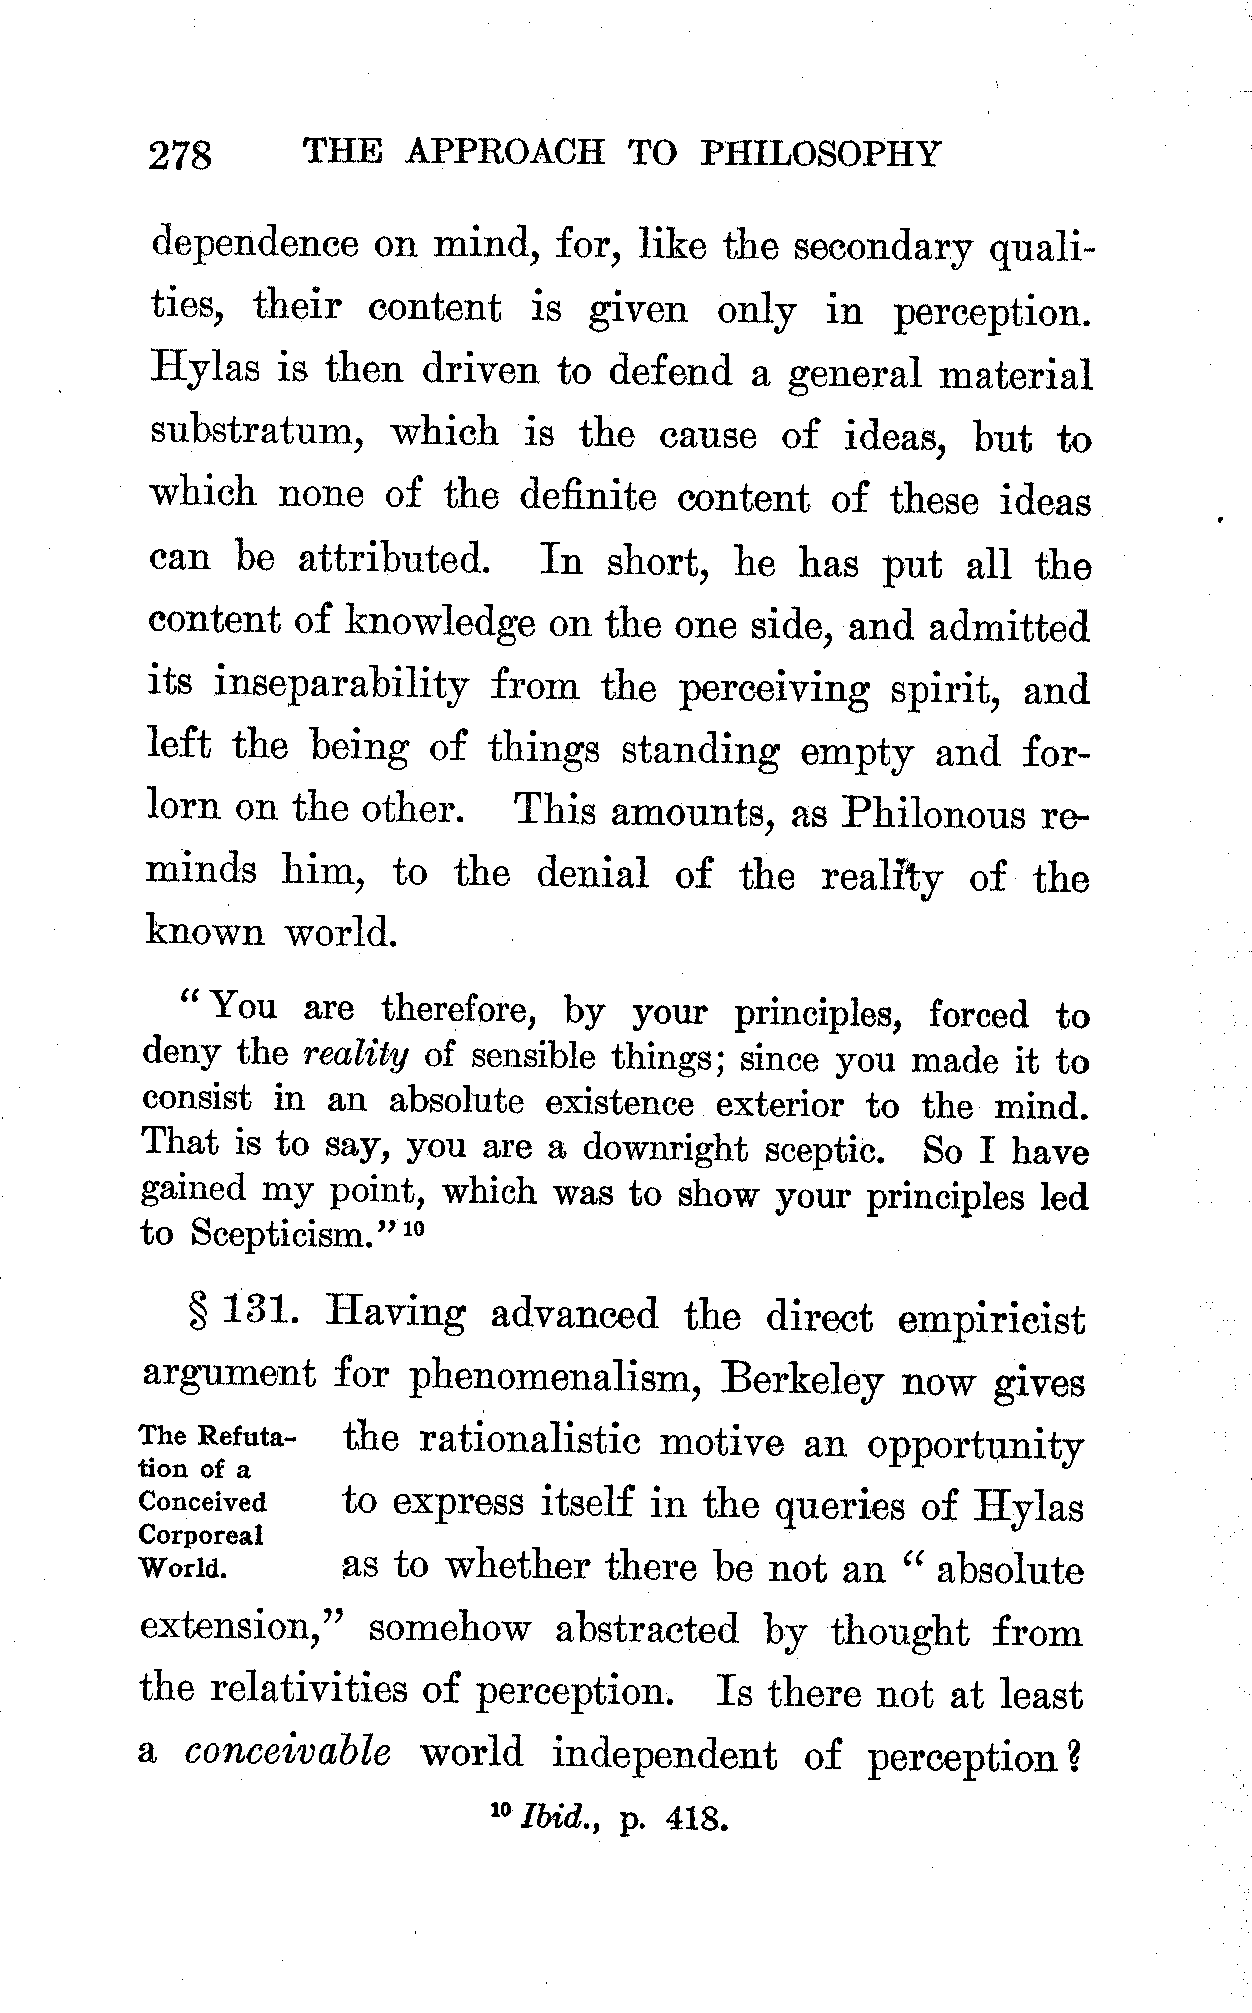 278 THE APPROACH TO PHILOSOPHY
dependence on mind, for, like the secondary quali-
ties, their content is given only in perception.
Hylas is then driven to defend a general material
substratum, which is the cause of ideas, but to
which none of the definite content of these ideas
can be attributed. In short, he has put all the
content of knowledge on the one side, and admitted
its inseparability from the perceiving spirit, and
left the being of things standing empty and for-
lorn on the other. This amounts, as Philonous re-
minds him, to the denial of the reality of the
known world.
“You are therefore, by your principles, forced to
deny the reality of sensible things; since you made it to
consist in an absolute existence exterior to the mind.
That is to say, you are a downright sceptic. So I have
gained my point, which was to show your principles led
to Scepticism.”¹⁰
§ 131. Having advanced the direct empiricist
argument for phenomenalism, Berkeley now gives
The Refuta-
tion of a
Conceived
Corporeal
World.
the rationalistic motive an opportunity
to express itself in the queries of Hylas
as to whether there be not an “absolute
extension,” somehow abstracted by thought from
the relativities of perception. Is there not at least
a conceivable world independent of perception?
¹⁰ Ibid., p. 418.